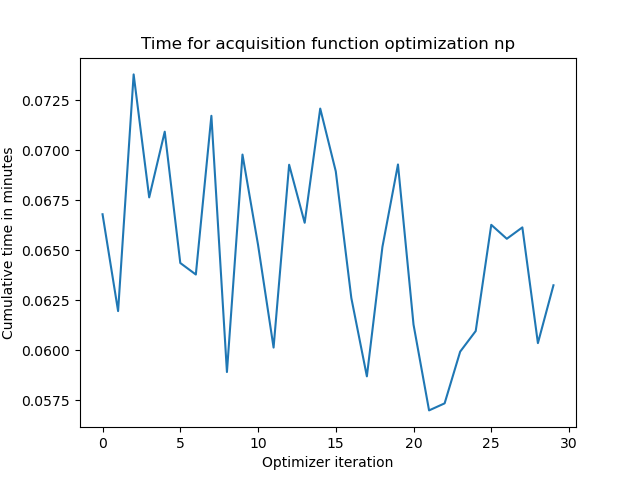 Time for acquisition function optimization np
Cumulative time in minutes
0.0725
0.0700
0.0675
0.0650
0.0625
0.0600
0.0575
0 5 10 15 20 25 30
Optimizer iteration